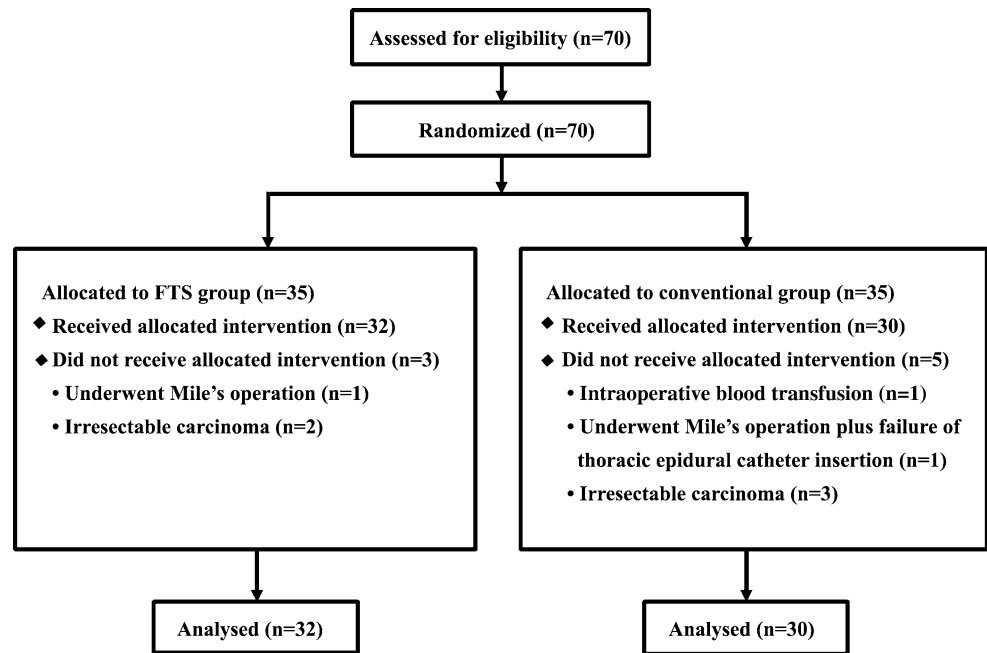 Assessed for eligibility (n=70)
Randomized (n=70)
Allocated to FTS group (n=35)
◆ Received allocated intervention (n=32)
◆ Did not receive allocated intervention (n=3)
• Underwent Mile's operation (n=1)
• Irresectable carcinoma (n=2)
Allocated to conventional group (n=35)
◆ Received allocated intervention (n=30)
◆ Did not receive allocated intervention (n=5)
• Intraoperative blood transfusion (n=1)
• Underwent Mile's operation plus failure of
thoracic epidural catheter insertion (n=1)
• Irresectable carcinoma (n=3)
Analysed (n=32)
Analysed (n=30)